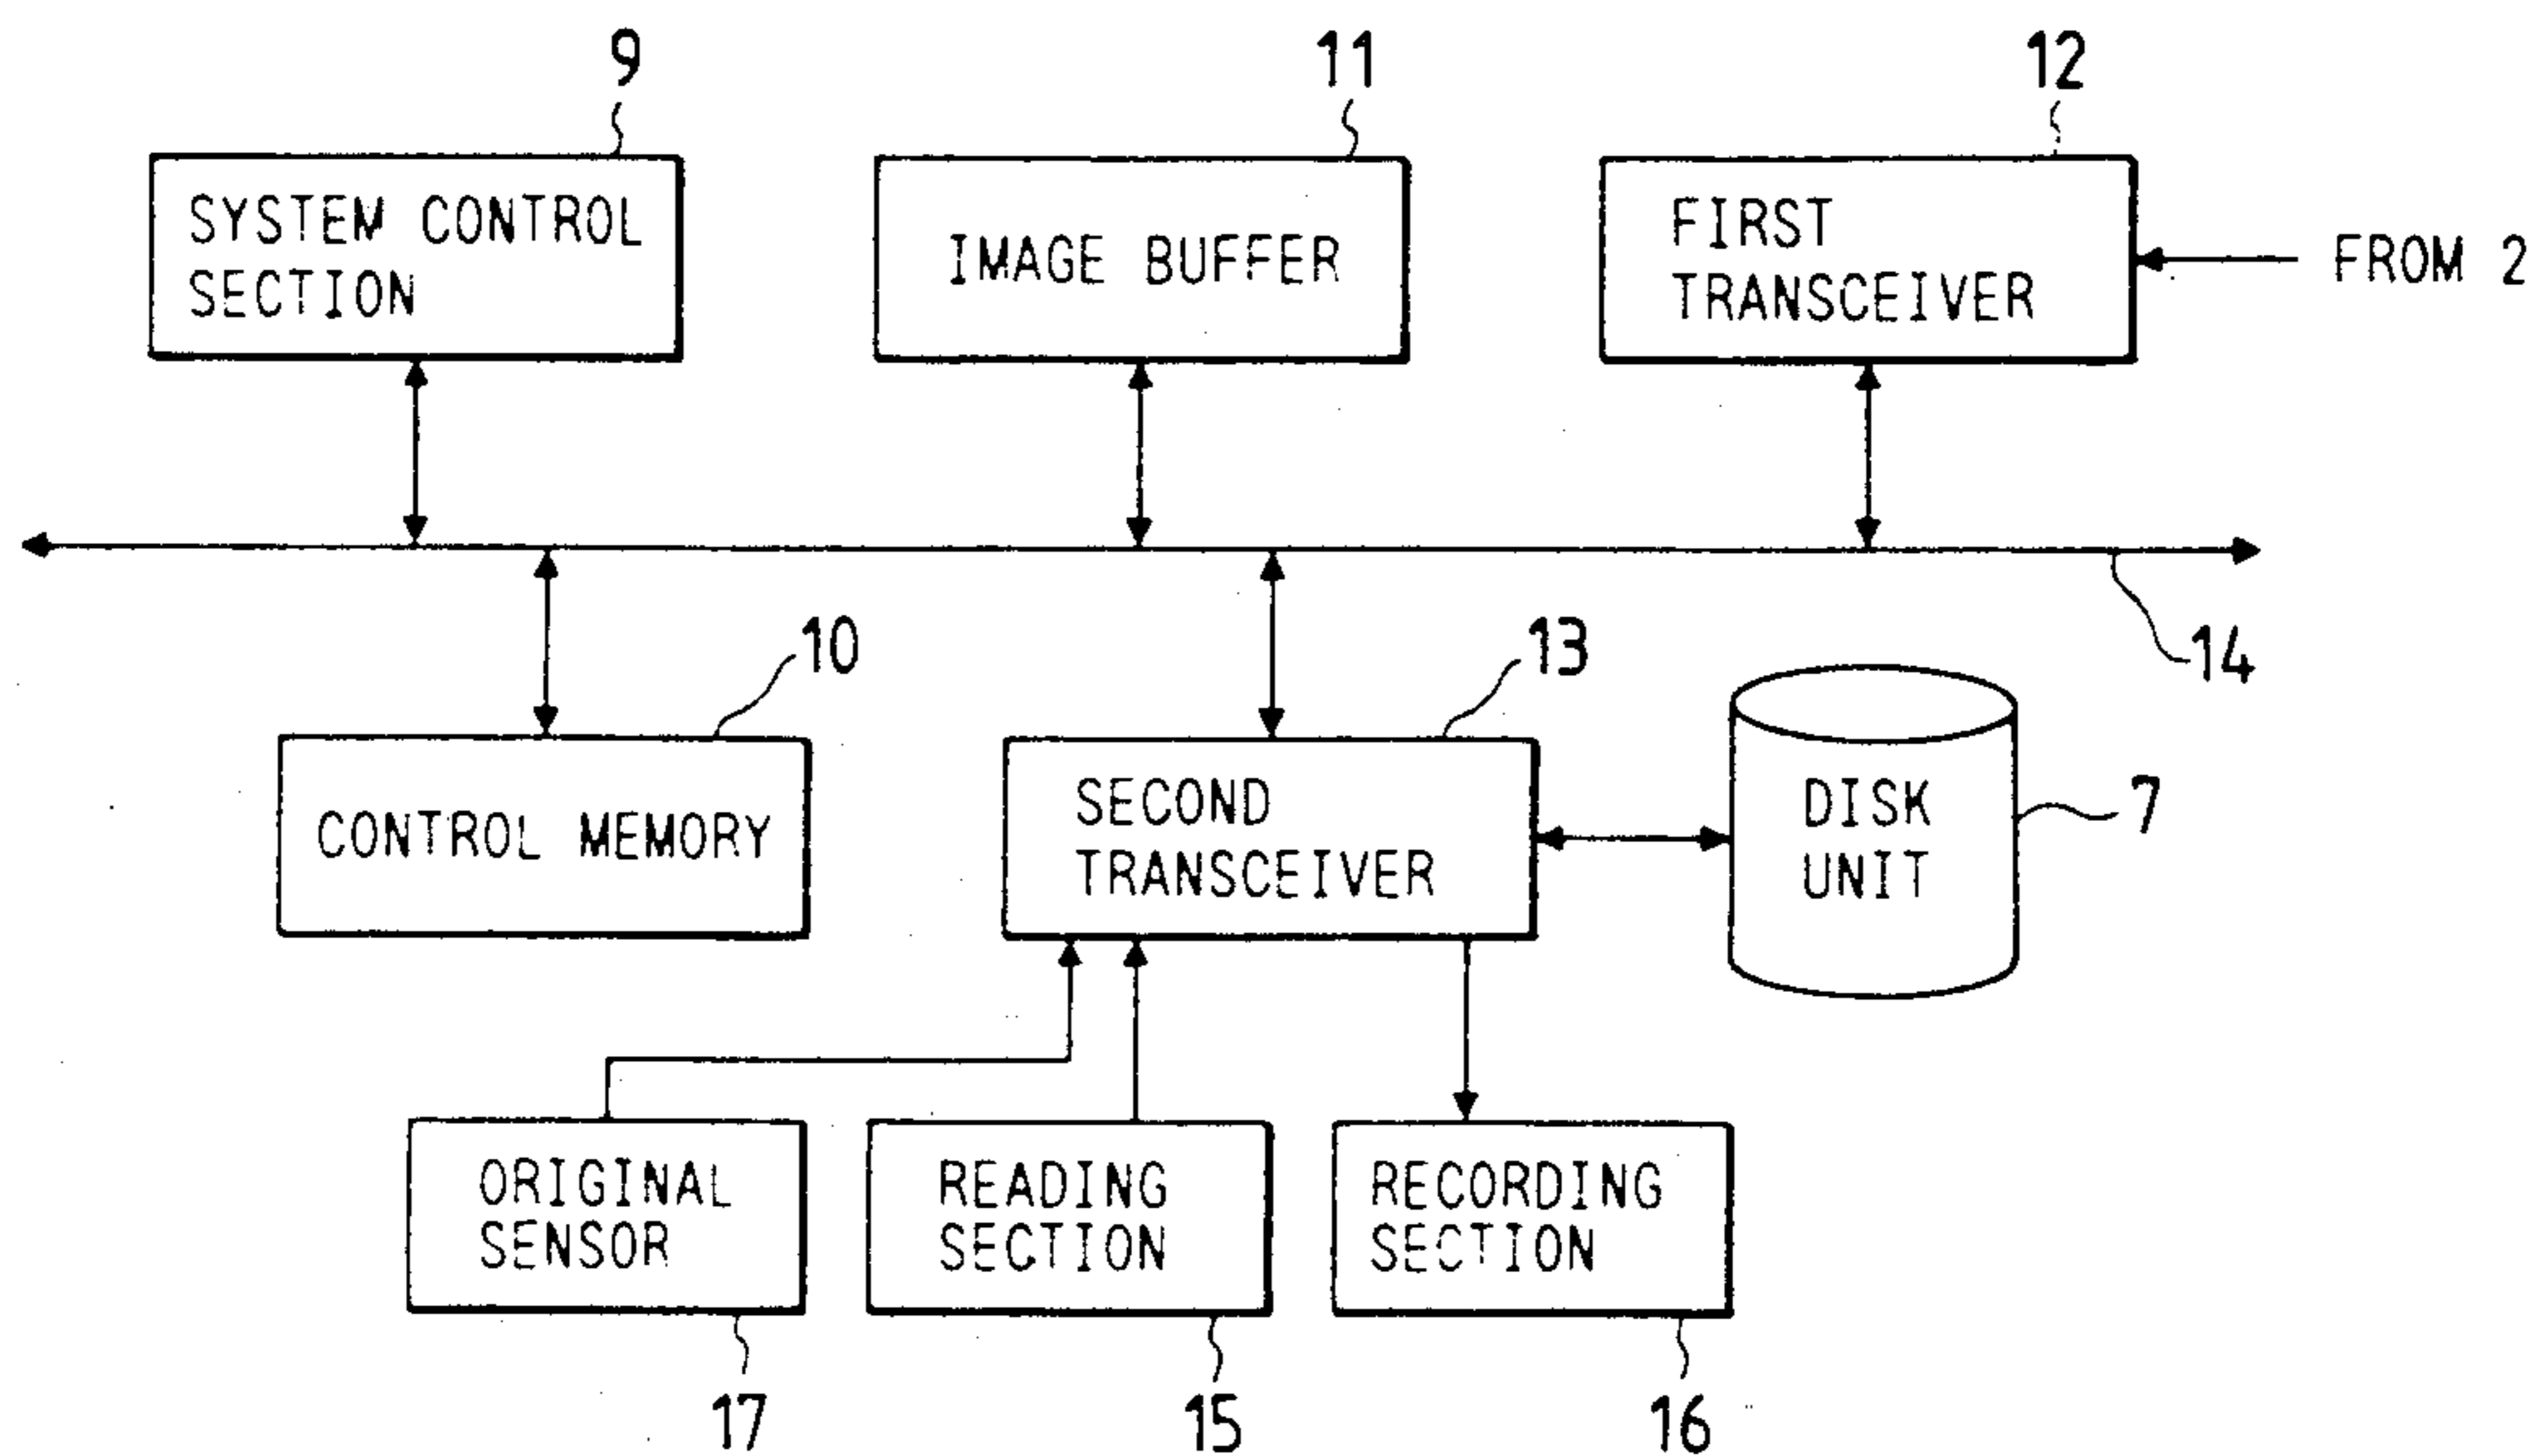 9
11
12
SYSTEM CONTROL
SECTION
IMAGE BUFFER
FIRST
TRANSCEIVER
FROM 2
10
13
14
CONTROL MEMORY
SECOND
TRANSCEIVER
DISK
UNIT
7
ORIGINAL
SENSOR
READING
SECTION
RECORDING
SECTION
17
15
16